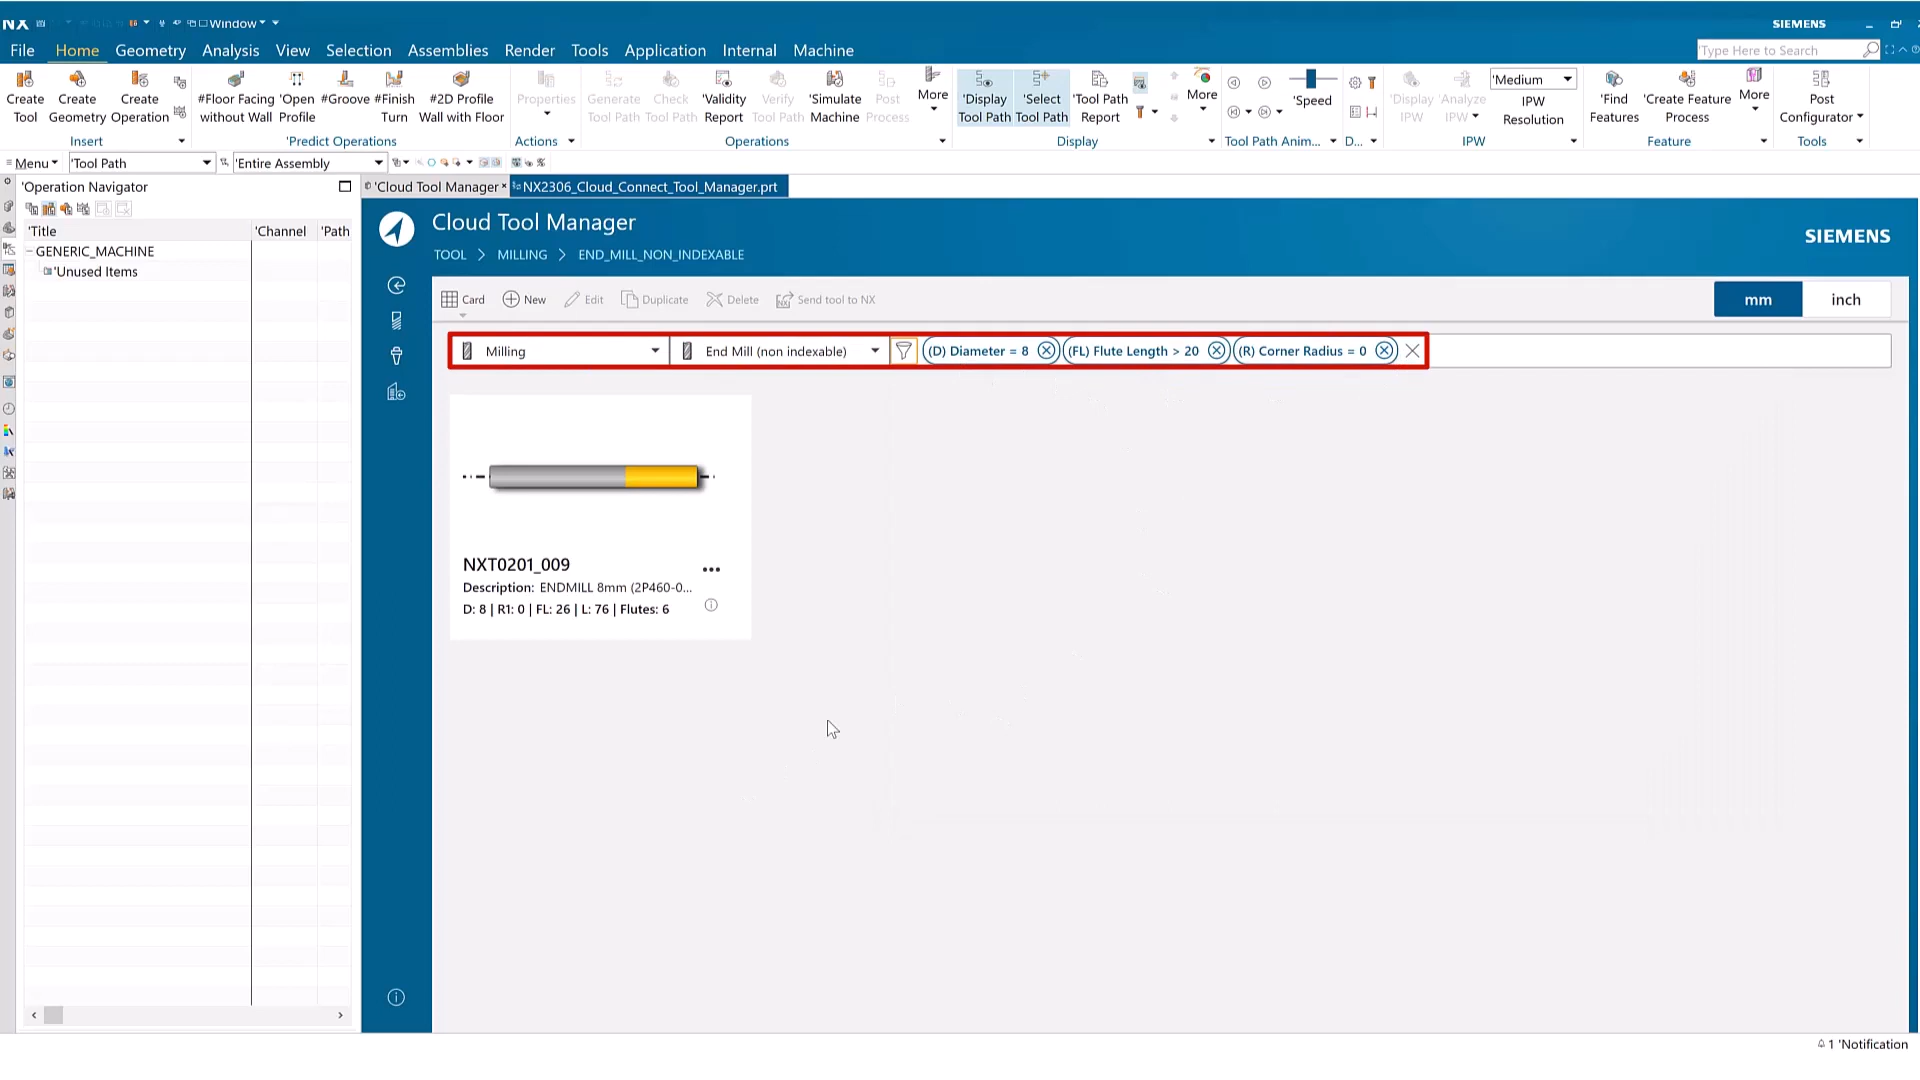 NX Window SIEMENS
File Home Geometry Analysis View Selection Assemblies Render Tools Application Internal Machine Type Here to Search
Create Tool
Create Geometry
Create Operation
Insert
#Floor Facing without Wall
'Open Profile
#Groove
#Finish Turn
#2D Profile Wall with Floor
'Predict Operations
Properties
Actions
Generate Tool Path
Check Tool Path
'Validity Report
Verify Tool Path
'Simulate Machine
Post Process
More
Operations
'Display Tool Path
'Select Tool Path
'Tool Path Report
More
Display
'Speed
Tool Path Anim...
D...
'Display IPW
'Analyze IPW
'Medium
IPW Resolution
IPW
'Find Features
'Create Feature Process
More
Feature
Post Configurator
Tools
Menu 'Tool Path 'Entire Assembly
'Operation Navigator
'Title 'Channel 'Path
GENERIC_MACHINE
'Unused Items
'Cloud Tool Manager NX2306_Cloud_Connect_Tool_Manager.prt
Cloud Tool Manager
SIEMENS
TOOL > MILLING > END_MILL_NON_INDEXABLE
Card New Edit Duplicate Delete Send tool to NX mm inch
Milling End Mill (non indexable) (D) Diameter = 8 (FL) Flute Length > 20 (R) Corner Radius = 0
NXT0201_009
Description: ENDMILL 8mm (2P460-0...
D: 8 | R1: 0 | FL: 26 | L: 76 | Flutes: 6
1 'Notification